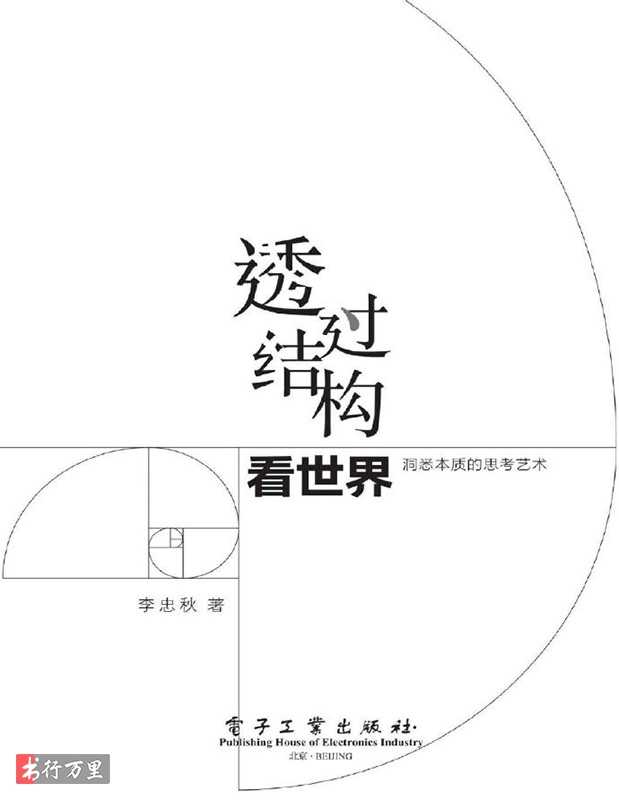 透过
结构
看世界
洞悉本质的思考艺术
李忠秋 著
電子工業出版社·
Publishing House of Electronics Industry
北京·BEIJING
书行万里